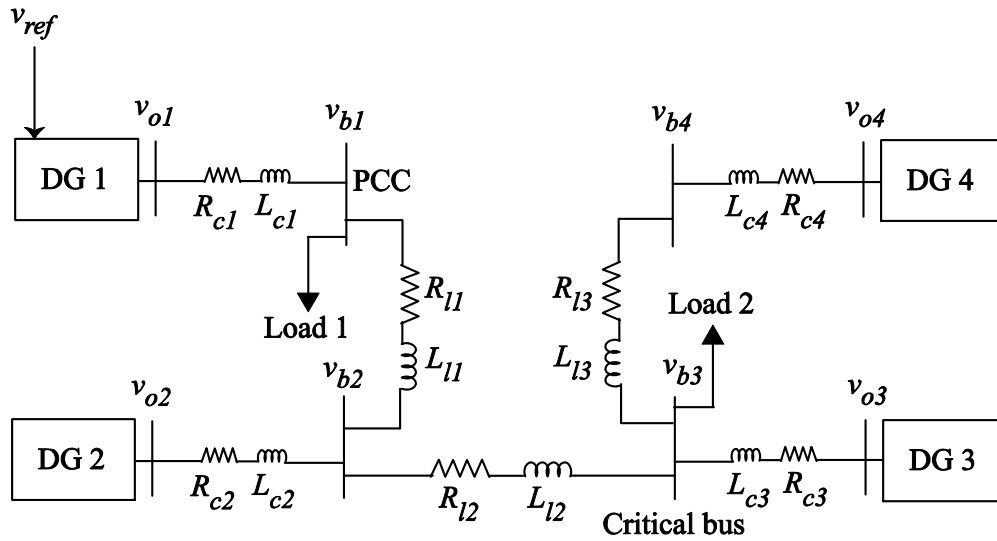 v_ref
v_o1
v_b1
v_b4
v_o4
DG 1
PCC
DG 4
R_c1
L_c1
L_c4
R_c4
R_l1
R_l3
Load 1
Load 2
L_l1
L_l3
v_b2
v_b3
v_o2
v_o3
DG 2
DG 3
R_c2
L_c2
R_l2
L_l2
L_c3
R_c3
Critical bus